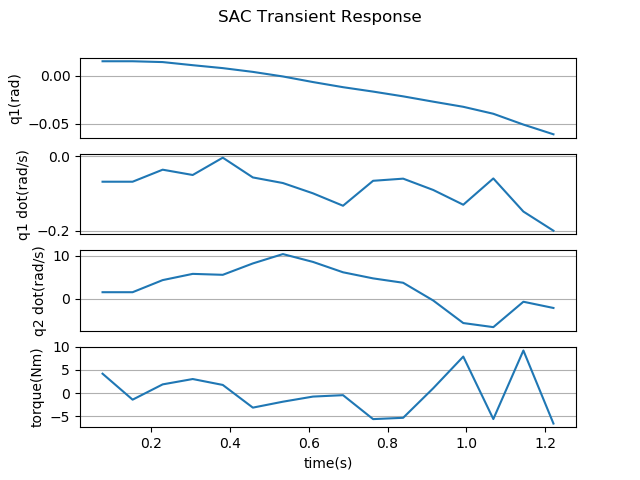 SAC Transient Response
0.00
−0.05
q1(rad)
0.0
−0.2
q1 dot(rad/s)
10
0
q2 dot(rad/s)
10
5
0
−5
torque(Nm)
0.2 0.4 0.6 0.8 1.0 1.2
time(s)